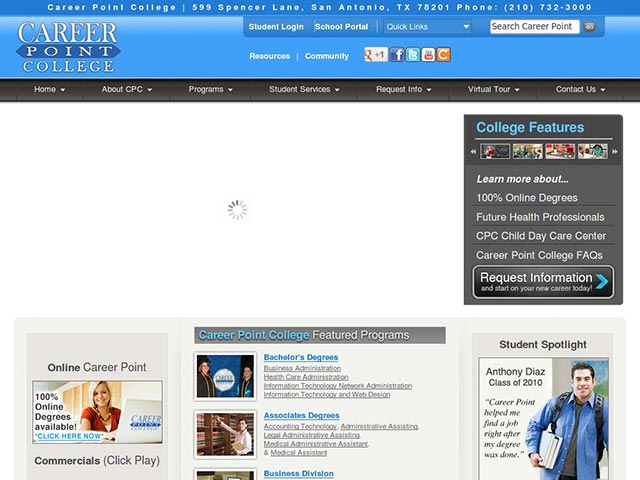 Career Point College | 599 Spencer Lane, San Antonio, TX 78201 Phone: (210) 732-3000
CAREER
POINT
COLLEGE
Student Login
School Portal
Quick Links
Search Career Point
GO
Resources | Community
+1
Home
About CPC
Programs
Student Services
Request Info
Virtual Tour
Contact Us
College Features
Learn more about...
100% Online Degrees
Future Health Professionals
CPC Child Day Care Center
Career Point College FAQs
Request Information
and start on your new career today!
Online Career Point
100%
Online
Degrees
available!
*CLICK HERE NOW*
CAREER
POINT
COLLEGE
Commercials (Click Play)
Career Point College Featured Programs
Bachelor's Degrees
Business Administration
Health Care Administration
Information Technology Network Administration
Information Technology and Web Design
Associates Degrees
Accounting Technology, Administrative Assisting,
Legal Administrative Assisting,
Medical Administrative Assistant,
& Medical Assistant
Business Division
Student Spotlight
Anthony Diaz
Class of 2010
“Career Point
helped me
find a job
right after
my degree
was done.”